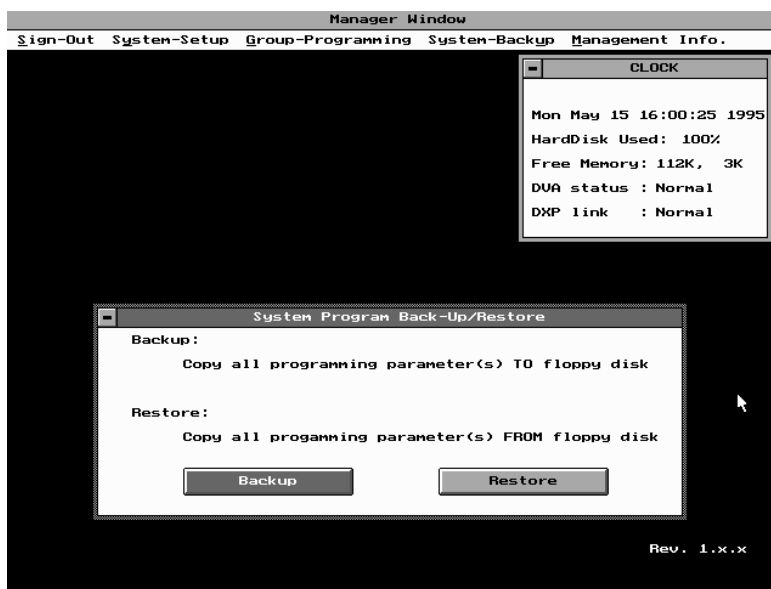 Manager Window
Sign-Out System-Setup Group-Programming System-Backup Management Info.
CLOCK
Mon May 15 16:00:25 1995
HardDisk Used: 100%
Free Memory: 112K, 3K
DVA status : Normal
DXP link : Normal
System Program Back-Up/Restore
Backup:
Copy all programming parameter(s) TO floppy disk
Restore:
Copy all progamming parameter(s) FROM floppy disk
Backup Restore
Rev. 1.x.x